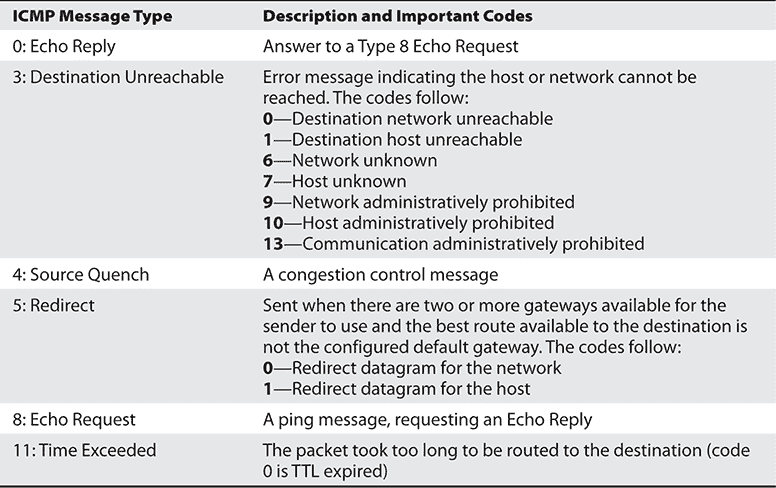 ICMP Message Type Description and Important Codes
0: Echo Reply Answer to a Type 8 Echo Request
3: Destination Unreachable Error message indicating the host or network cannot be
reached. The codes follow:
0—Destination network unreachable
1—Destination host unreachable
6—Network unknown
7—Host unknown
9—Network administratively prohibited
10—Host administratively prohibited
13—Communication administratively prohibited
4: Source Quench A congestion control message
5: Redirect Sent when there are two or more gateways available for the
sender to use and the best route available to the destination is
not the configured default gateway. The codes follow:
0—Redirect datagram for the network
1—Redirect datagram for the host
8: Echo Request A ping message, requesting an Echo Reply
11: Time Exceeded The packet took too long to be routed to the destination (code
0 is TTL expired)